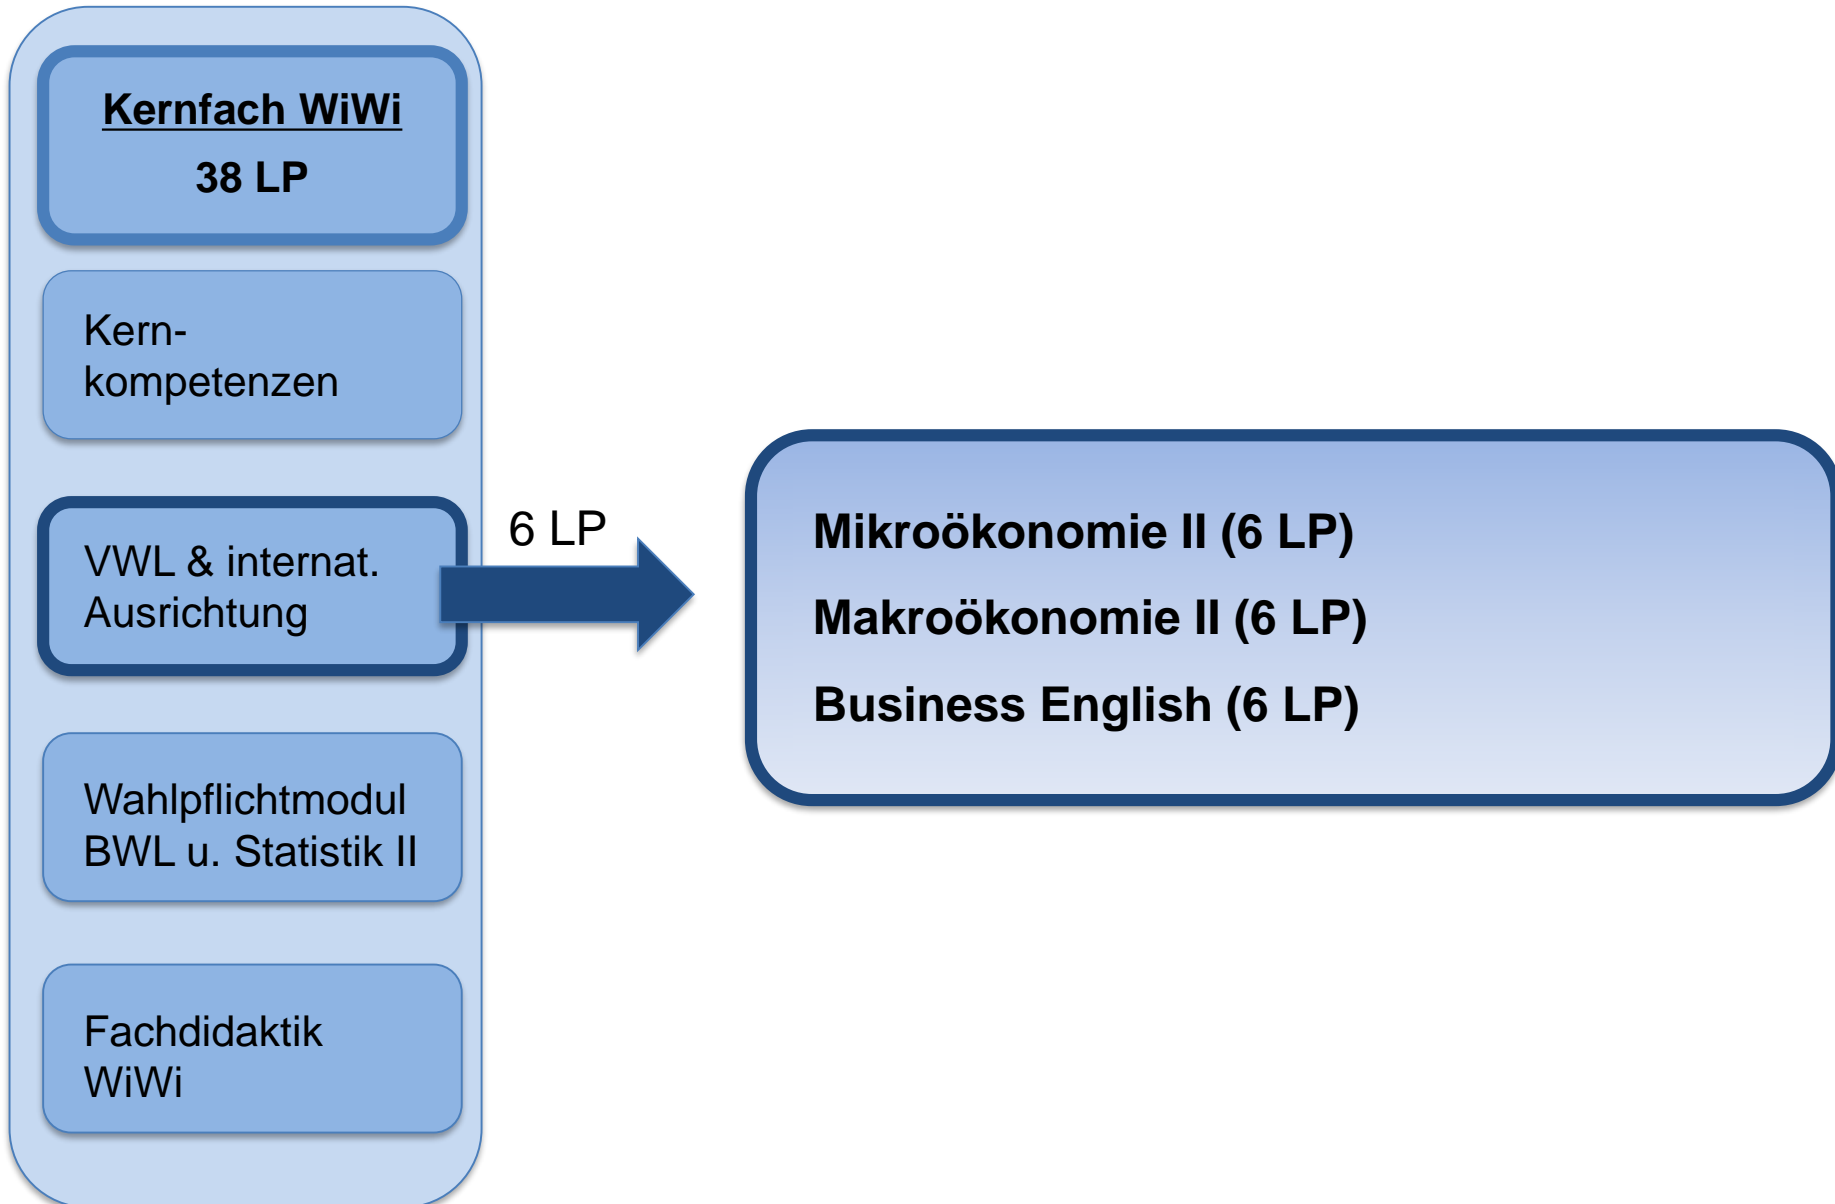 Kernfach WiWi
38 LP
Kern-
kompetenzen
VWL & internat.
Ausrichtung
6 LP
Mikroökonomie II (6 LP)
Makroökonomie II (6 LP)
Business English (6 LP)
Wahlpflichtmodul
BWL u. Statistik II
Fachdidaktik
WiWi